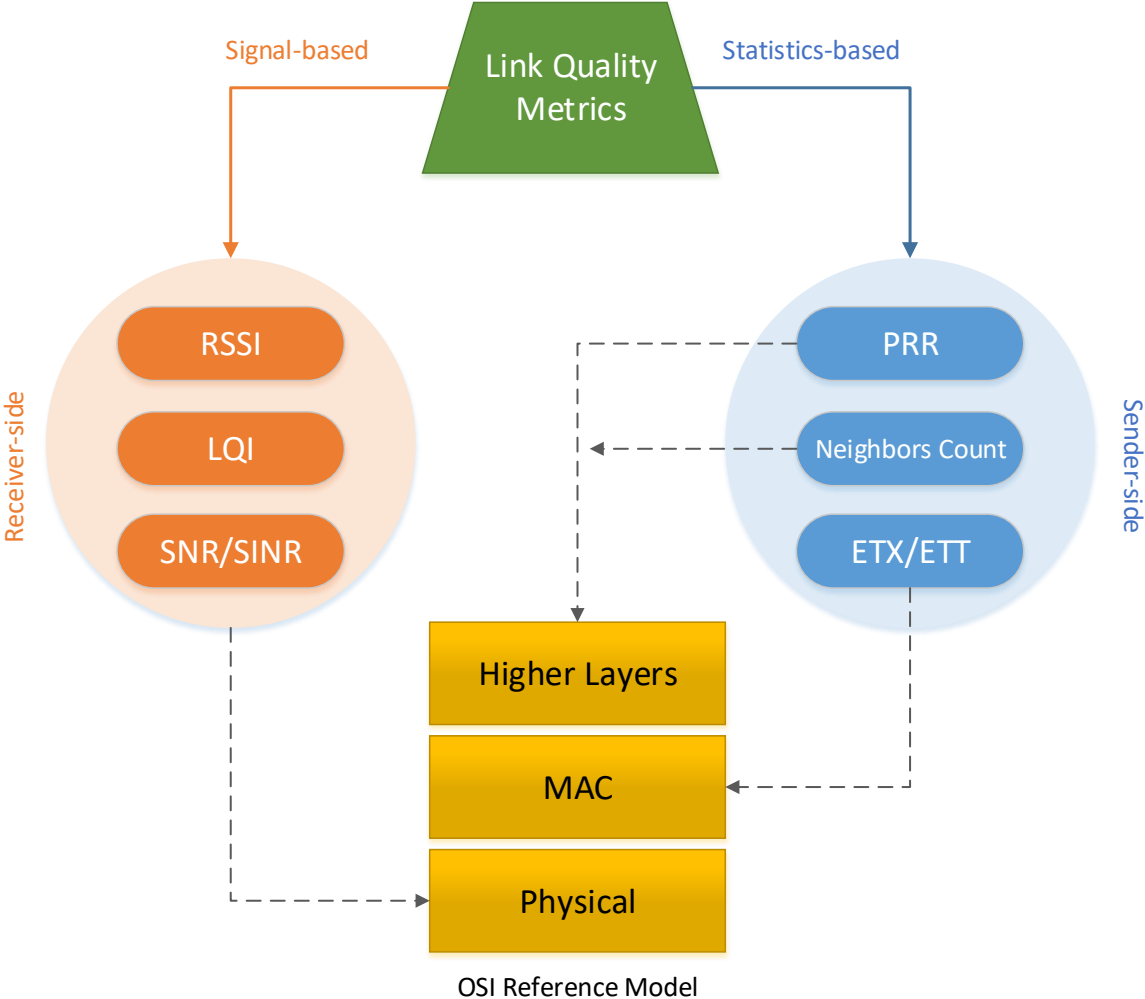 Signal-based
Link Quality
Metrics
Statistics-based
Receiver-side
RSSI
LQI
SNR/SINR
PRR
Neighbors Count
ETX/ETT
Sender-side
Higher Layers
MAC
Physical
OSI Reference Model